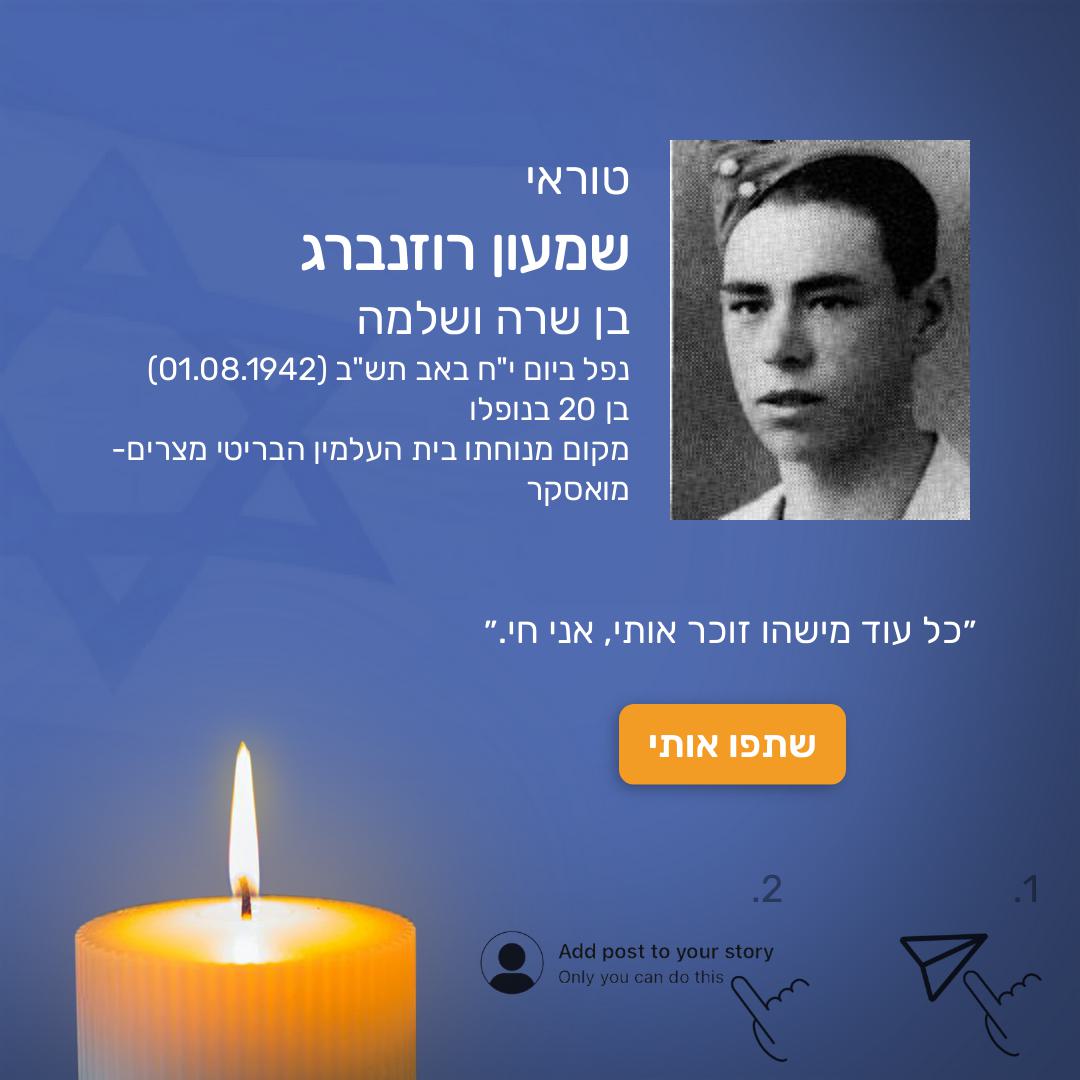 טוראי
שמעון רוזנברג
בן שרה ושלמה
נפל ביום י"ח באב תש"ב (01.08.1942)
בן 20 בנופלו
מקום מנוחתו בית העלמין הבריטי מצרים-
מואסקר
״כל עוד מישהו זוכר אותי, אני חי.״
שתפו אותי
.1
.2
Add post to your story
Only you can do this